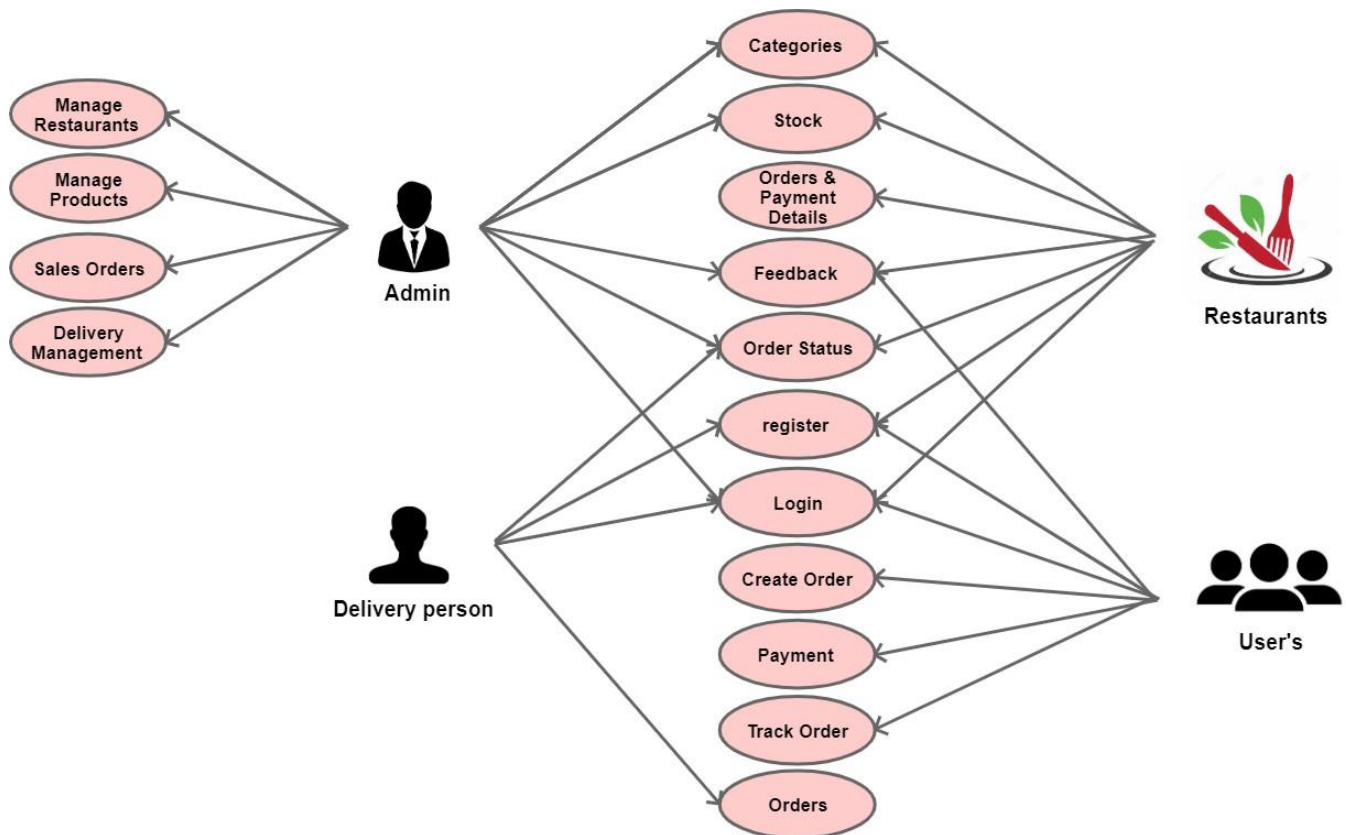 Categories
Manage
Restaurants
Stock
Manage
Products
Orders &
Payment
Details
Sales Orders
Feedback
Admin
Restaurants
Delivery
Management
Order Status
register
Login
Create Order
Delivery person
User's
Payment
Track Order
Orders